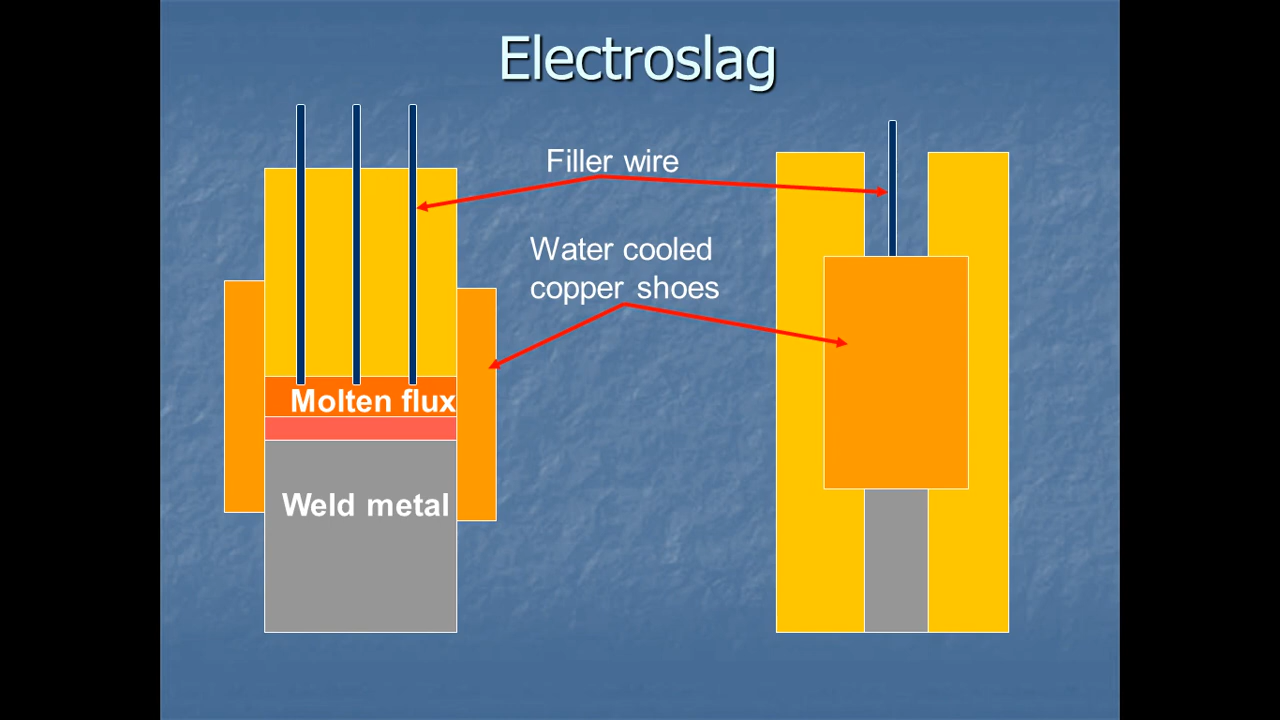 Electroslag
Filler wire
Water cooled
copper shoes
Molten flux
Weld metal